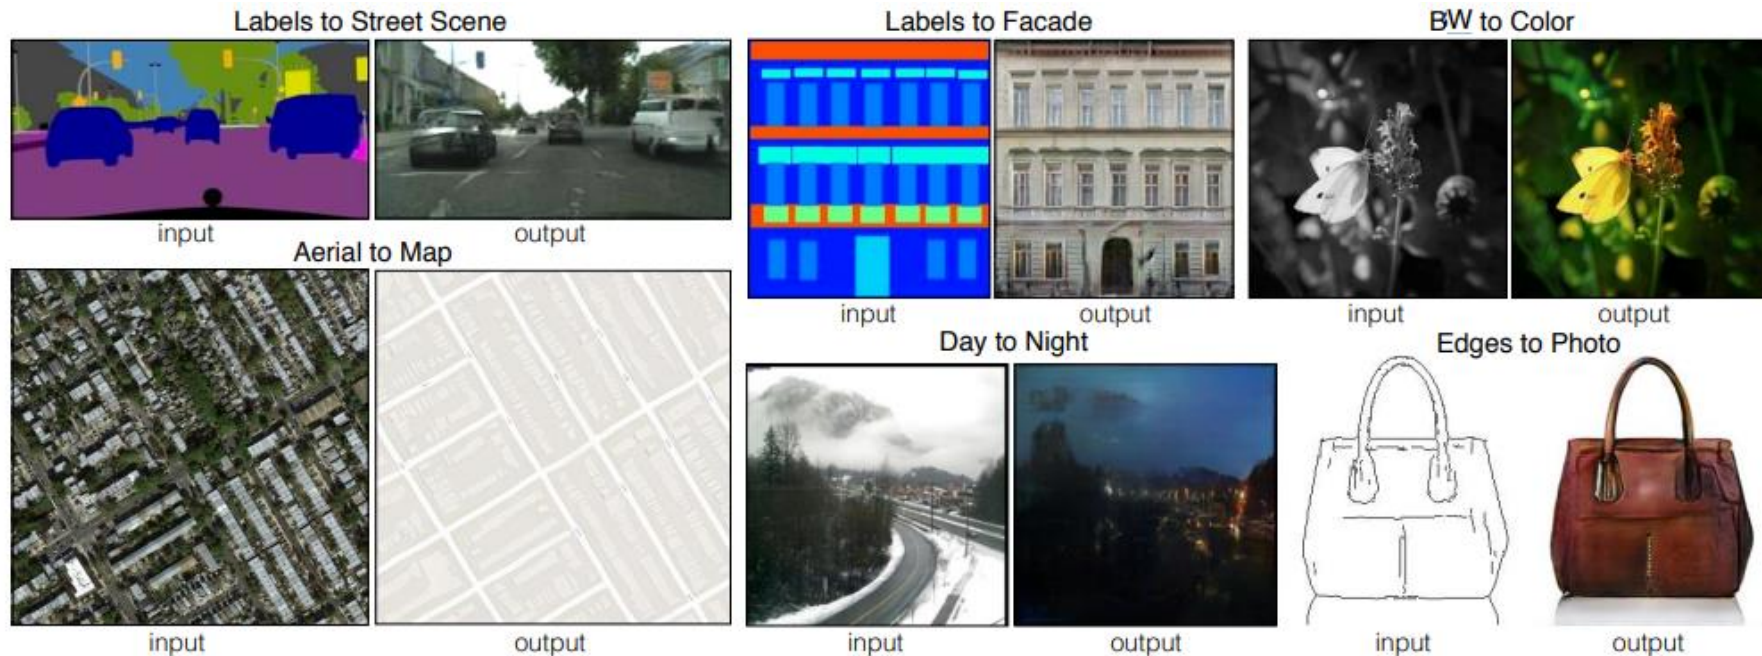 Labels to Street Scene
input
output
Aerial to Map
input
output
Labels to Facade
input
output
BW to Color
input
output
Day to Night
input
output
Edges to Photo
input
output